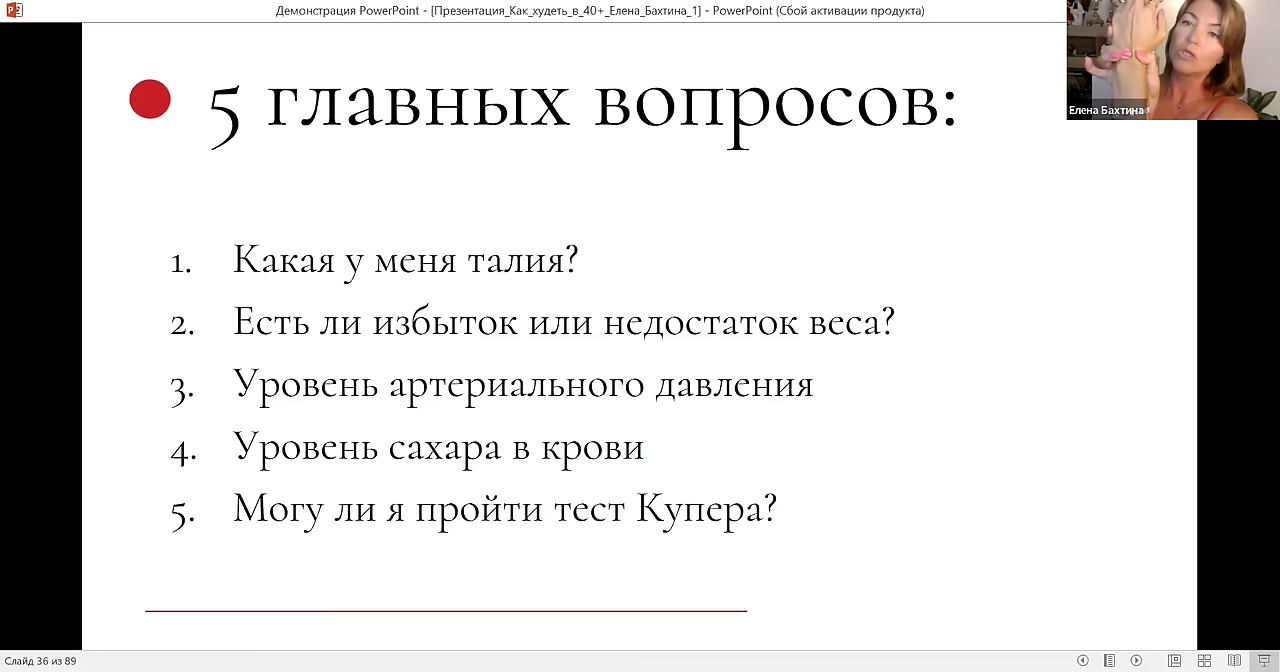 Демонстрация PowerPoint - [Презентация_Как_худеть_в_40+_Елена_Бахтина_1] - PowerPoint (Сбой активации продукта)
Елена Бахтина
5 главных вопросов:
1. Какая у меня талия?
2. Есть ли избыток или недостаток веса?
3. Уровень артериального давления
4. Уровень сахара в крови
5. Могу ли я пройти тест Купера?
Слайд 36 из 89